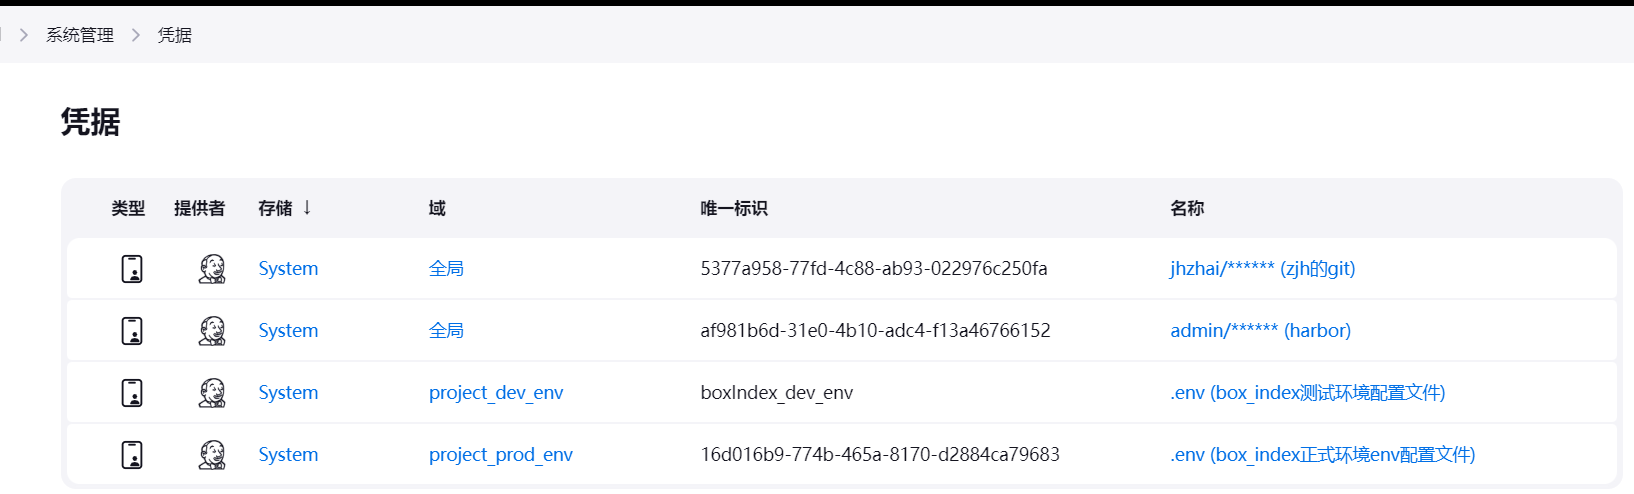 系统管理 凭据
凭据
类型 提供者 存储 ↓ 域 唯一标识 名称
System 全局 5377a958-77fd-4c88-ab93-022976c250fa jhzhai/****** (zjh的git)
System 全局 af981b6d-31e0-4b10-adc4-f13a46766152 admin/****** (harbor)
System project_dev_env boxIndex_dev_env .env (box_index测试环境配置文件)
System project_prod_env 16d016b9-774b-465a-8170-d2884ca79683 .env (box_index正式环境env配置文件)